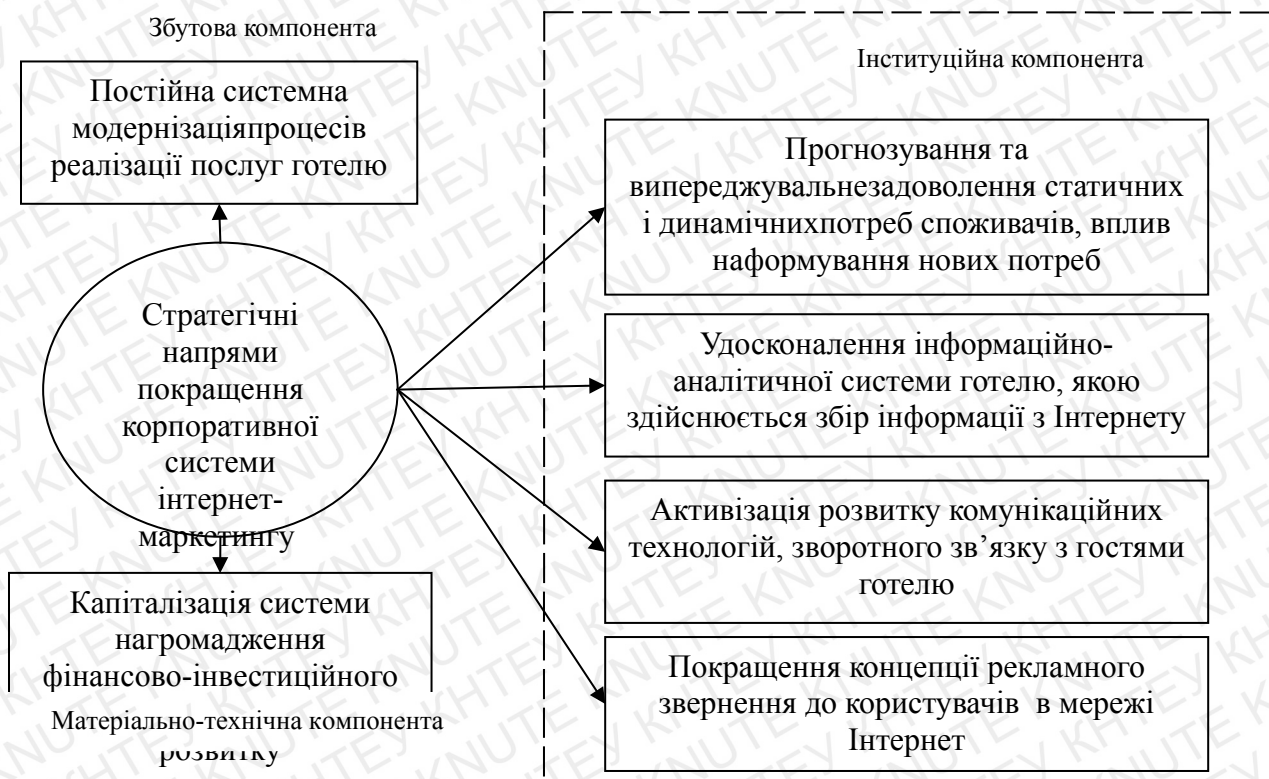 Збутова компонента
Постійна системна
модернізаціяпроцесів
реалізації послуг готелю
Стратегічні
напрями
покращення
корпоративної
системи
інтернет-
маркетингу
Капіталізація системи
нагромадження
фінансово-інвестиційного
Матеріально-технічна компонента
розвитку
Інституційна компонента
Прогнозування та
випереджувальнезадоволення статичних
і динамічнихпотреб споживачів, вплив
наформування нових потреб
Удосконалення інформаційно-
аналітичної системи готелю, якою
здійснюється збір інформації з Інтернету
Активізація розвитку комунікаційних
технологій, зворотного зв’язку з гостями
готелю
Покращення концепції рекламного
звернення до користувачів в мережі
Інтернет